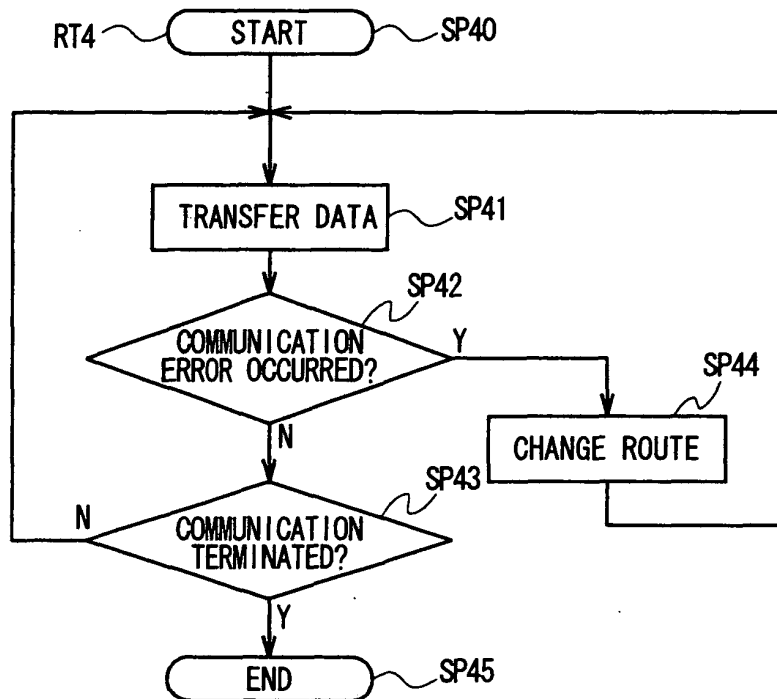 RT4
START
SP40
TRANSFER DATA
SP41
SP42
COMMUNICATION
ERROR OCCURRED?
Y
SP44
CHANGE ROUTE
N
SP43
N
COMMUNICATION
TERMINATED?
Y
END
SP45